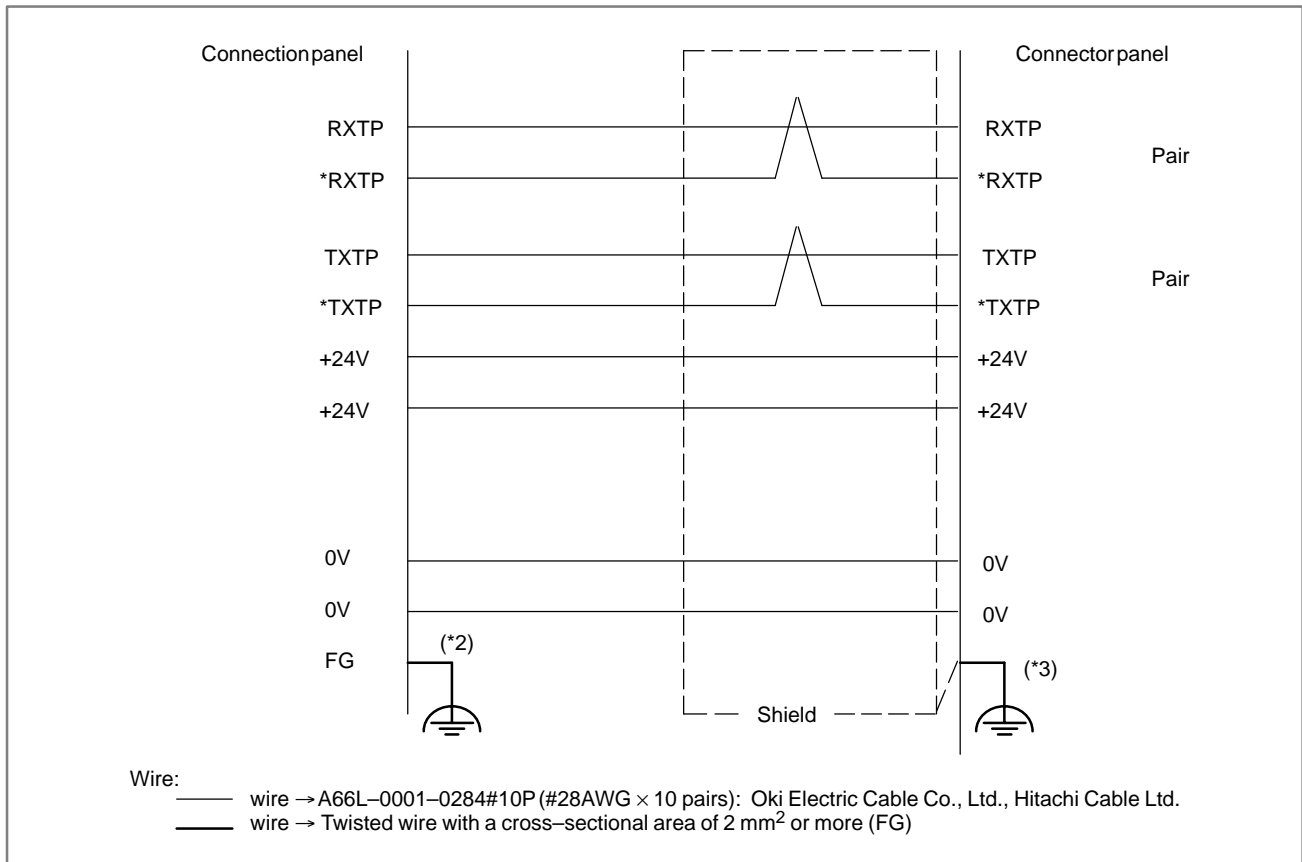 Connection panel Connector panel
RXTP RXTP
Pair
*RXTP *RXTP
TXTP TXTP
Pair
*TXTP *TXTP
+24V +24V
+24V +24V
0V 0V
0V 0V
FG (*2) (*3)
Shield
Wire:
wire → A66L–0001–0284#10P (#28AWG × 10 pairs): Oki Electric Cable Co., Ltd., Hitachi Cable Ltd.
wire → Twisted wire with a cross–sectional area of 2 mm² or more (FG)